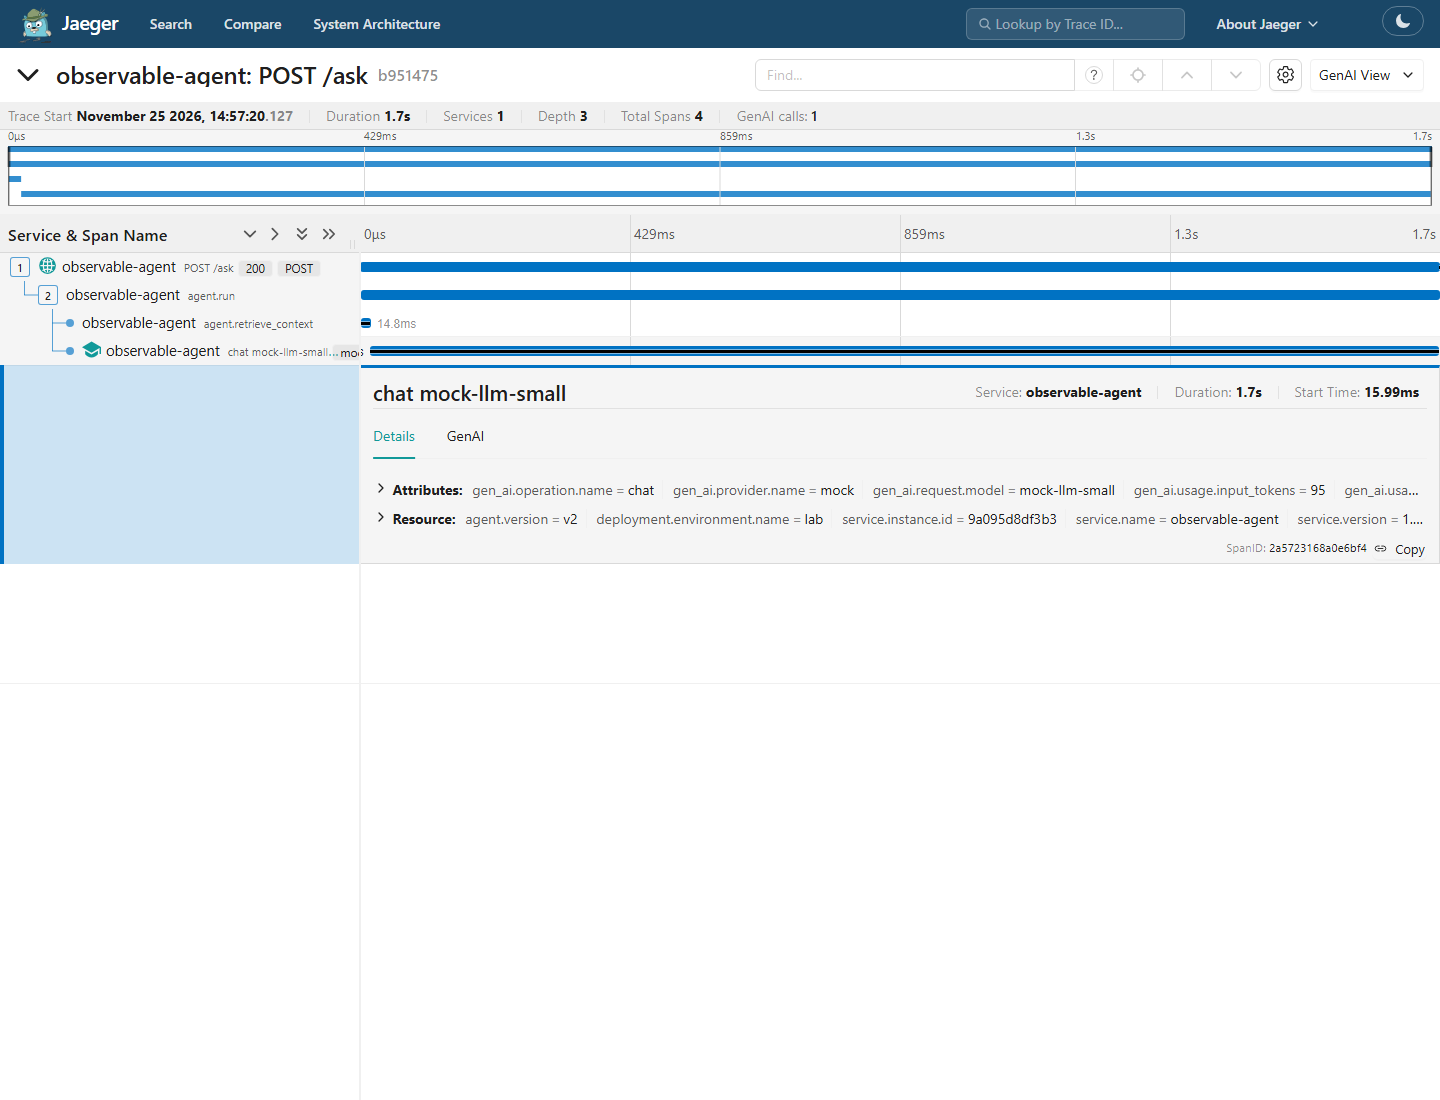 Jaeger Search Compare System Architecture Lookup by Trace ID... About Jaeger
observable-agent: POST /ask b951475 Find... ? GenAI View
Trace Start November 25 2026, 14:57:20.127 Duration 1.7s Services 1 Depth 3 Total Spans 4 GenAI calls: 1
0μs 429ms 859ms 1.3s 1.7s
Service & Span Name 0μs 429ms 859ms 1.3s 1.7s
1 observable-agent POST /ask 200 POST
2 observable-agent agent.run
observable-agent agent.retrieve_context 14.8ms
observable-agent chat mock-llm-small...
chat mock-llm-small Service: observable-agent Duration: 1.7s Start Time: 15.99ms
Details GenAI
Attributes: gen_ai.operation.name = chat gen_ai.provider.name = mock gen_ai.request.model = mock-llm-small gen_ai.usage.input_tokens = 95 gen_ai.usa...
Resource: agent.version = v2 deployment.environment.name = lab service.instance.id = 9a095d8df3b3 service.name = observable-agent service.version = 1....
SpanID: 2a5723168a0e6bf4 Copy